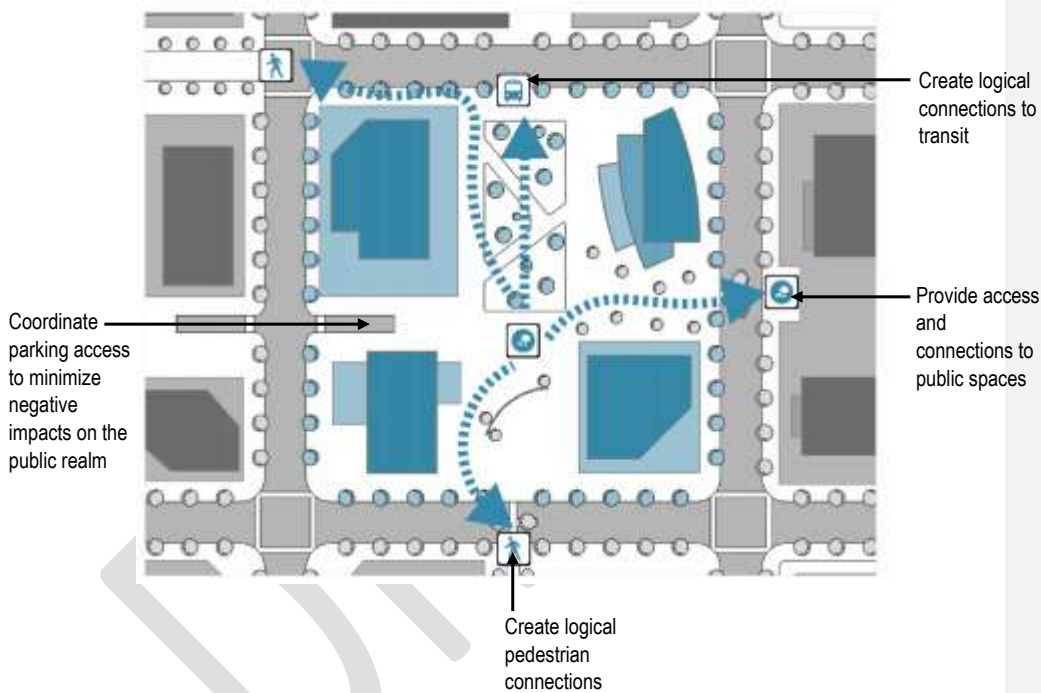 Create logical
connections to
transit
Provide access
and
connections to
public spaces
Coordinate
parking access
to minimize
negative
impacts on the
public realm
Create logical
pedestrian
connections